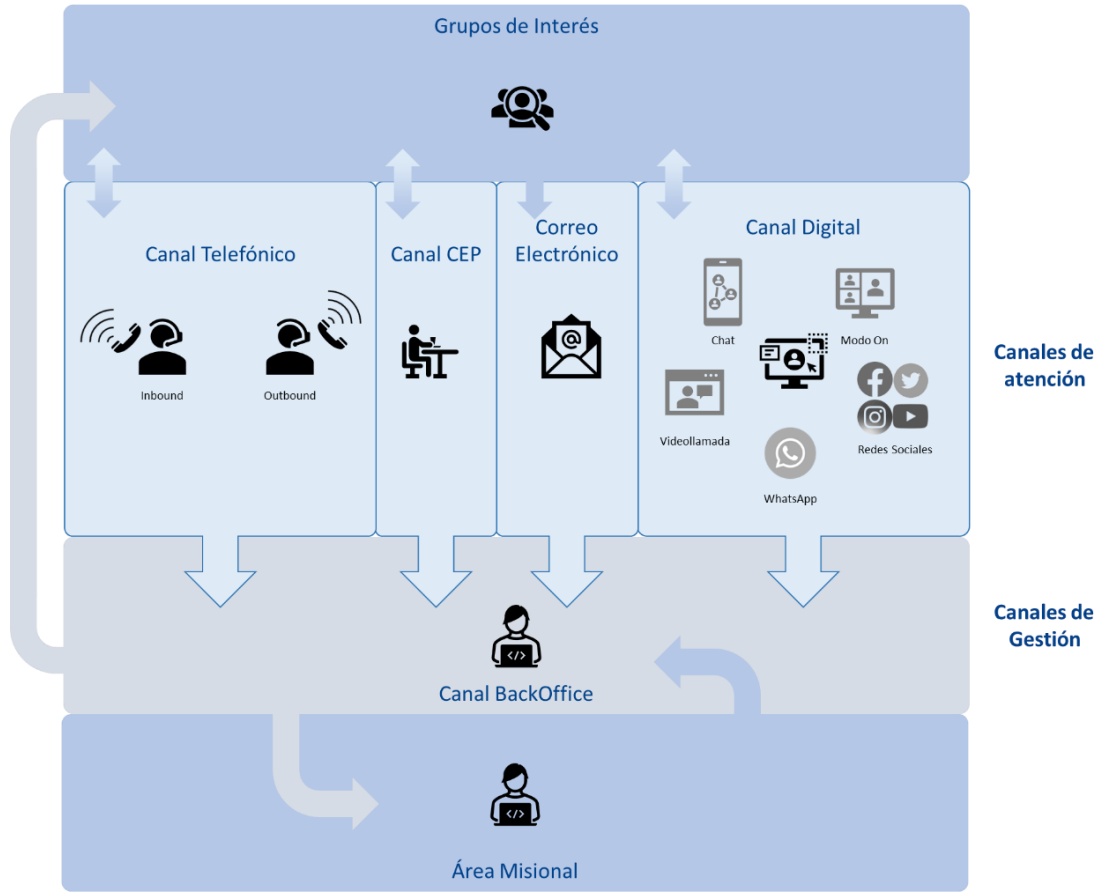 Grupos de Interés
Canal Telefónico
Inbound
Outbound
Canal CEP
Correo
Electrónico
@
Canal Digital
Chat
Modo On
Videollamada
Redes Sociales
WhatsApp
Canales de
atención
</>
Canal BackOffice
Canales de
Gestión
</>
Área Misional